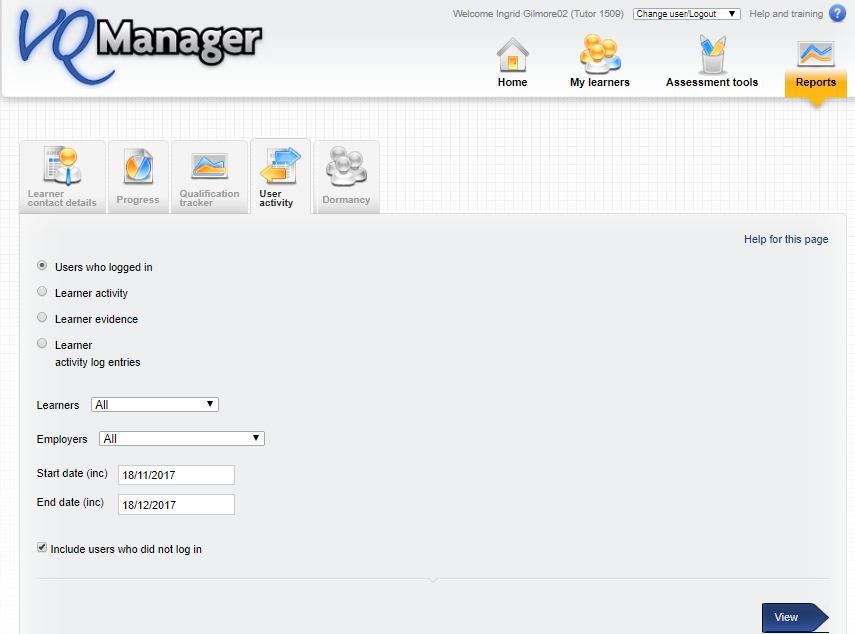 VQManager
Welcome Ingrid Gilmore02 (Tutor 1509) Change user/Logout Help and training ?
Home My learners Assessment tools Reports
Learner contact details
Progress
Qualification tracker
User activity
Dormancy
Help for this page
Users who logged in
Learner activity
Learner evidence
Learner
activity log entries
Learners All
Employers All
Start date (inc) 18/11/2017
End date (inc) 18/12/2017
Include users who did not log in
View